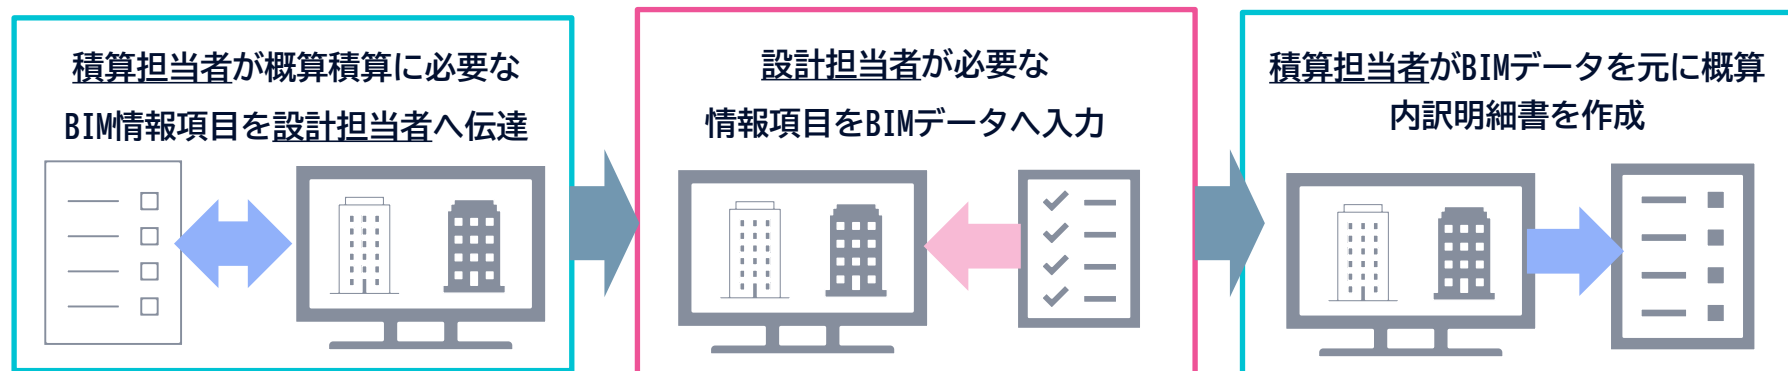 積算担当者が概算積算に必要な
BIM情報項目を設計担当者へ伝達
設計担当者が必要な
情報項目をBIMデータへ入力
積算担当者がBIMデータを元に概算
内訳明細書を作成